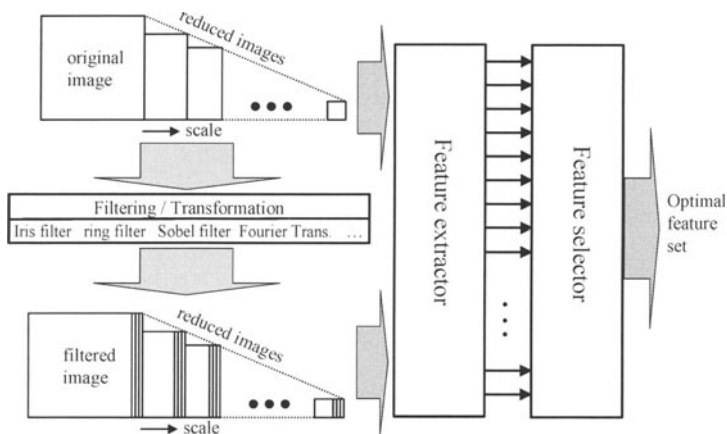 original
image
reduced images
scale
Filtering / Transformation
Iris filter ring filter Sobel filter Fourier Trans. ...
filtered
image
reduced images
scale
Feature extractor
Feature selector
Optimal
feature
set